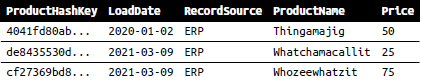 ProductHashKey LoadDate RecordSource ProductName Price
4041fd80ab... 2020-01-02 ERP Thingamajig 50
de8435530d... 2021-03-09 ERP Whatchamacallit 25
cf27369bd8... 2021-03-09 ERP Whozeewhatzit 75